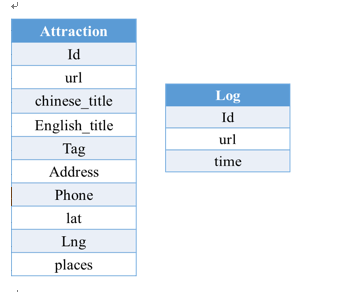 Attraction
Id
url
chinese_title
English_title
Tag
Address
Phone
lat
Lng
places
Log
Id
url
time